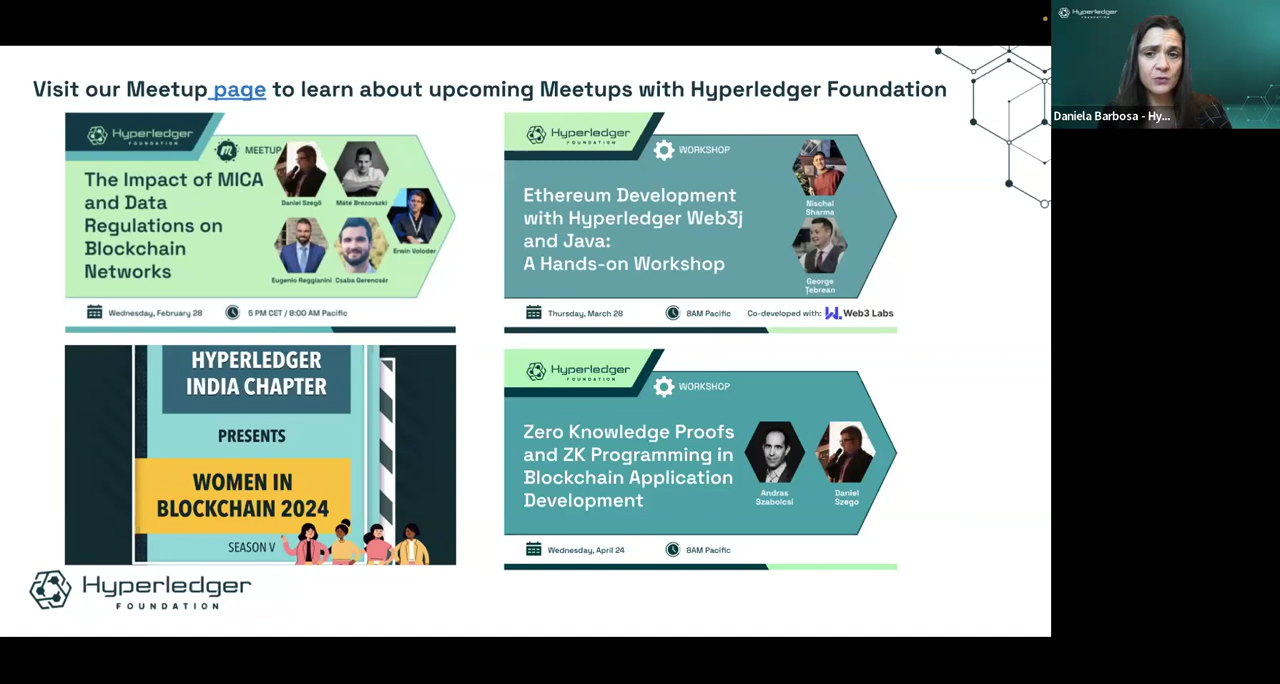 Visit our Meetup page to learn about upcoming Meetups with Hyperledger Foundation
Hyperledger
FOUNDATION
MEETUP
The Impact of MICA
and Data
Regulations on
Blockchain
Networks
Daniel Szegő
Máté Brezovszki
Erwin Voloder
Eugenio Reggianini
Csaba Gerencsér
Wednesday, February 28
5 PM CET / 8:00 AM Pacific
Hyperledger
FOUNDATION
WORKSHOP
Ethereum Development
with Hyperledger Web3j
and Java:
A Hands-on Workshop
Nischal
Sharma
George
Țebrean
Thursday, March 28
8AM Pacific
Co-developed with:
Web3 Labs
HYPERLEDGER
INDIA CHAPTER
PRESENTS
WOMEN IN
BLOCKCHAIN 2024
SEASON V
Hyperledger
FOUNDATION
WORKSHOP
Zero Knowledge Proofs
and ZK Programming in
Blockchain Application
Development
Andras
Szabolcsi
Daniel
Szego
Wednesday, April 24
8AM Pacific
Hyperledger
FOUNDATION
Hyperledger
FOUNDATION
Daniela Barbosa - Hy...